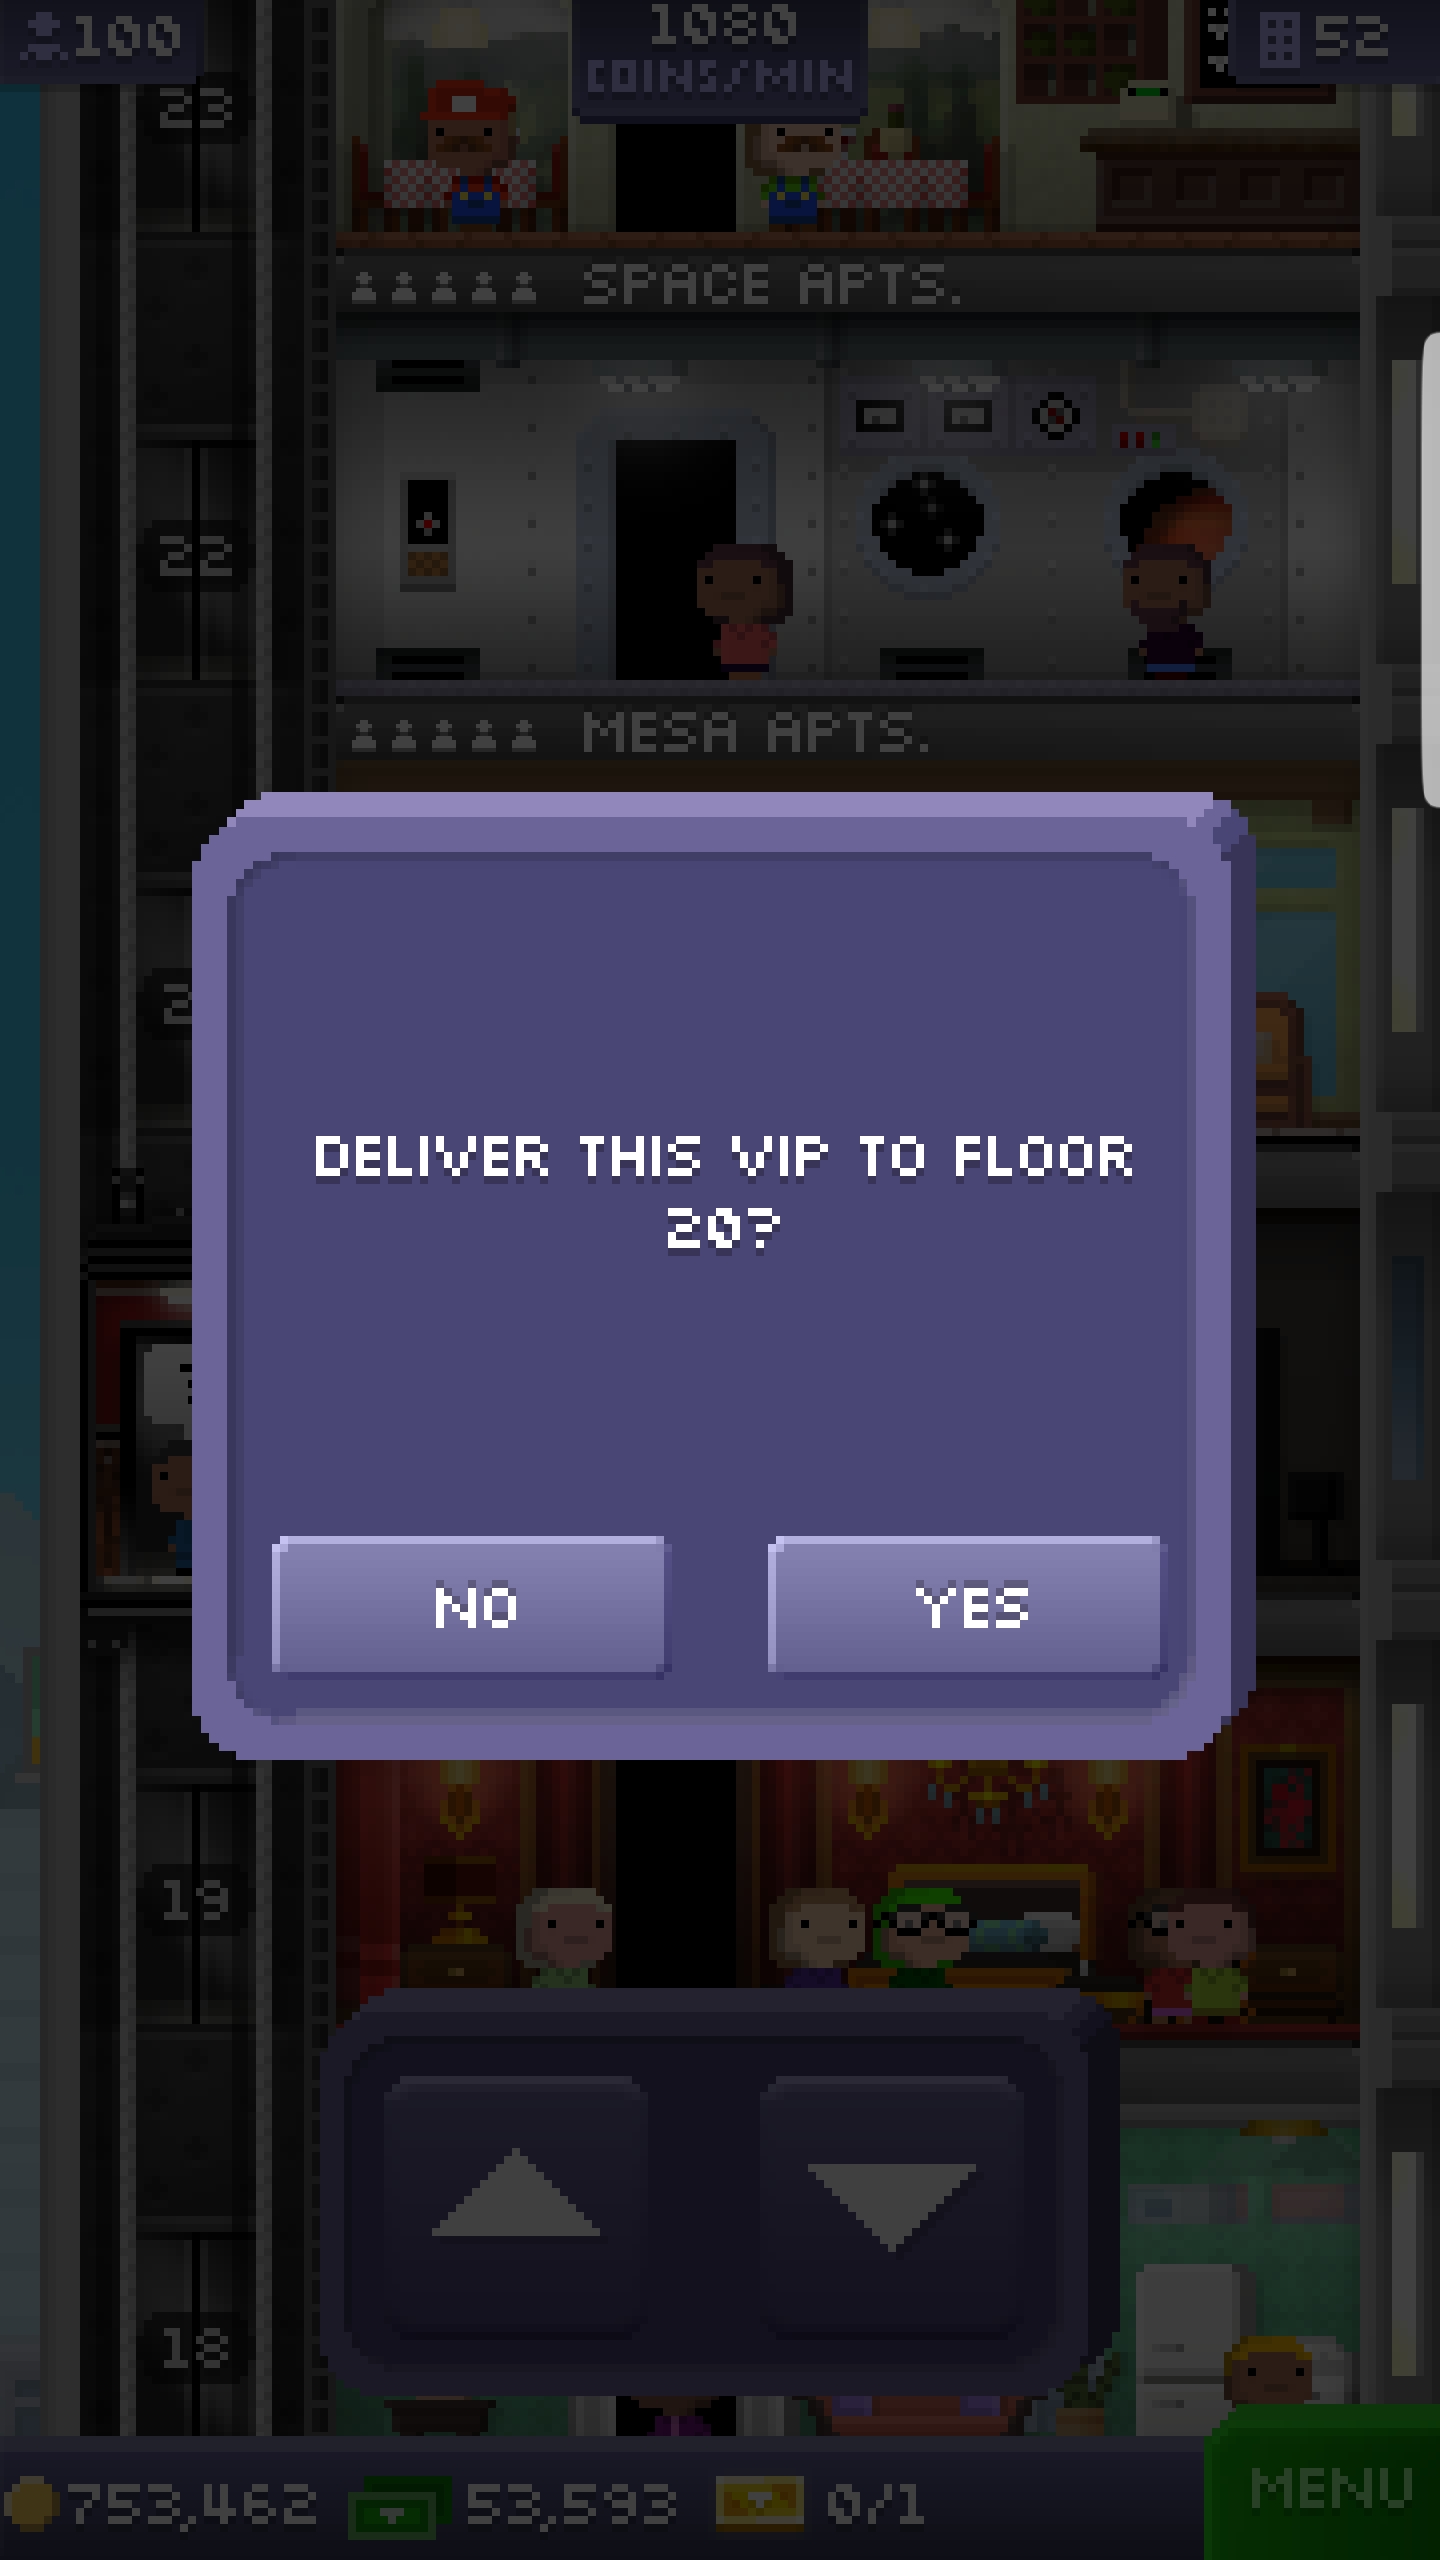 100
1080
COINS/MIN
52
23
SPACE APTS.
22
MESA APTS.
DELIVER THIS VIP TO FLOOR
20?
NO
YES
19
18
753,462
53,593
0/1
MENU